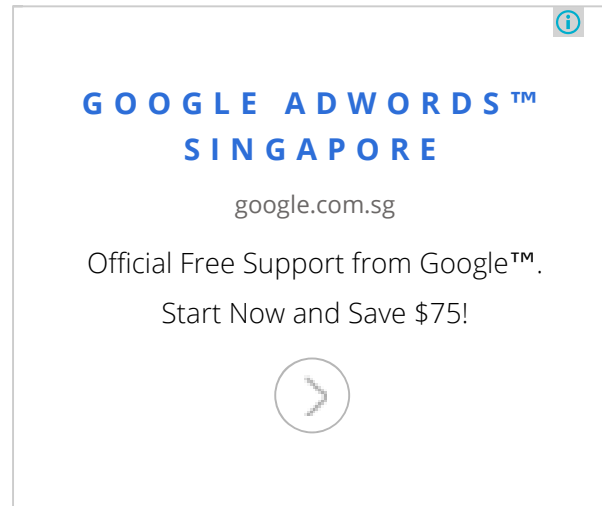 GOOGLE ADWORDS™
SINGAPORE
google.com.sg
Official Free Support from Google™.
Start Now and Save $75!